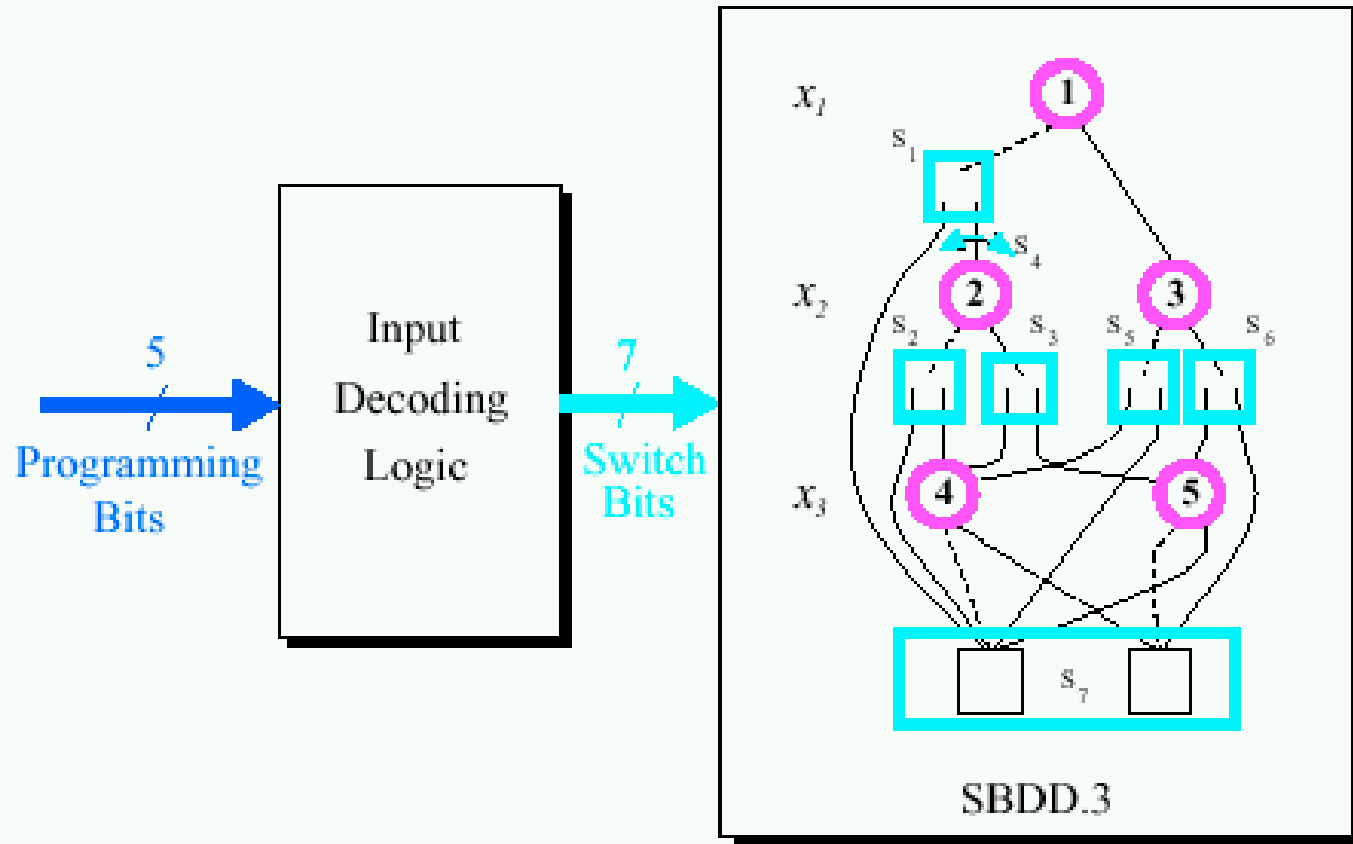 5
Programming
Bits
Input
Decoding
Logic
7
Switch
Bits
x1
1
s1
s4
x2
2
3
s2
s3
s5
s6
x3
4
5
s7
SBDD.3